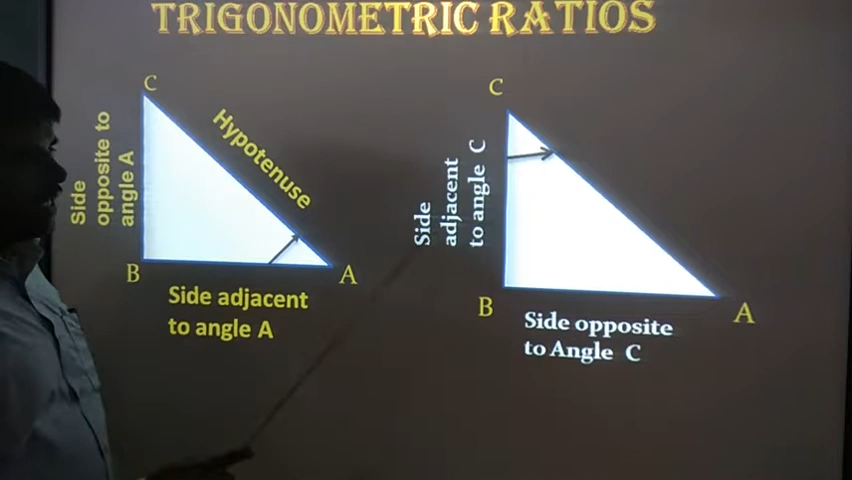 TRIGONOMETRIC RATIOS
C
Side
opposite to
angle A
Hypotenuse
B
A
Side adjacent
to angle A
C
Side
adjacent
to angle C
B
A
Side opposite
to Angle C